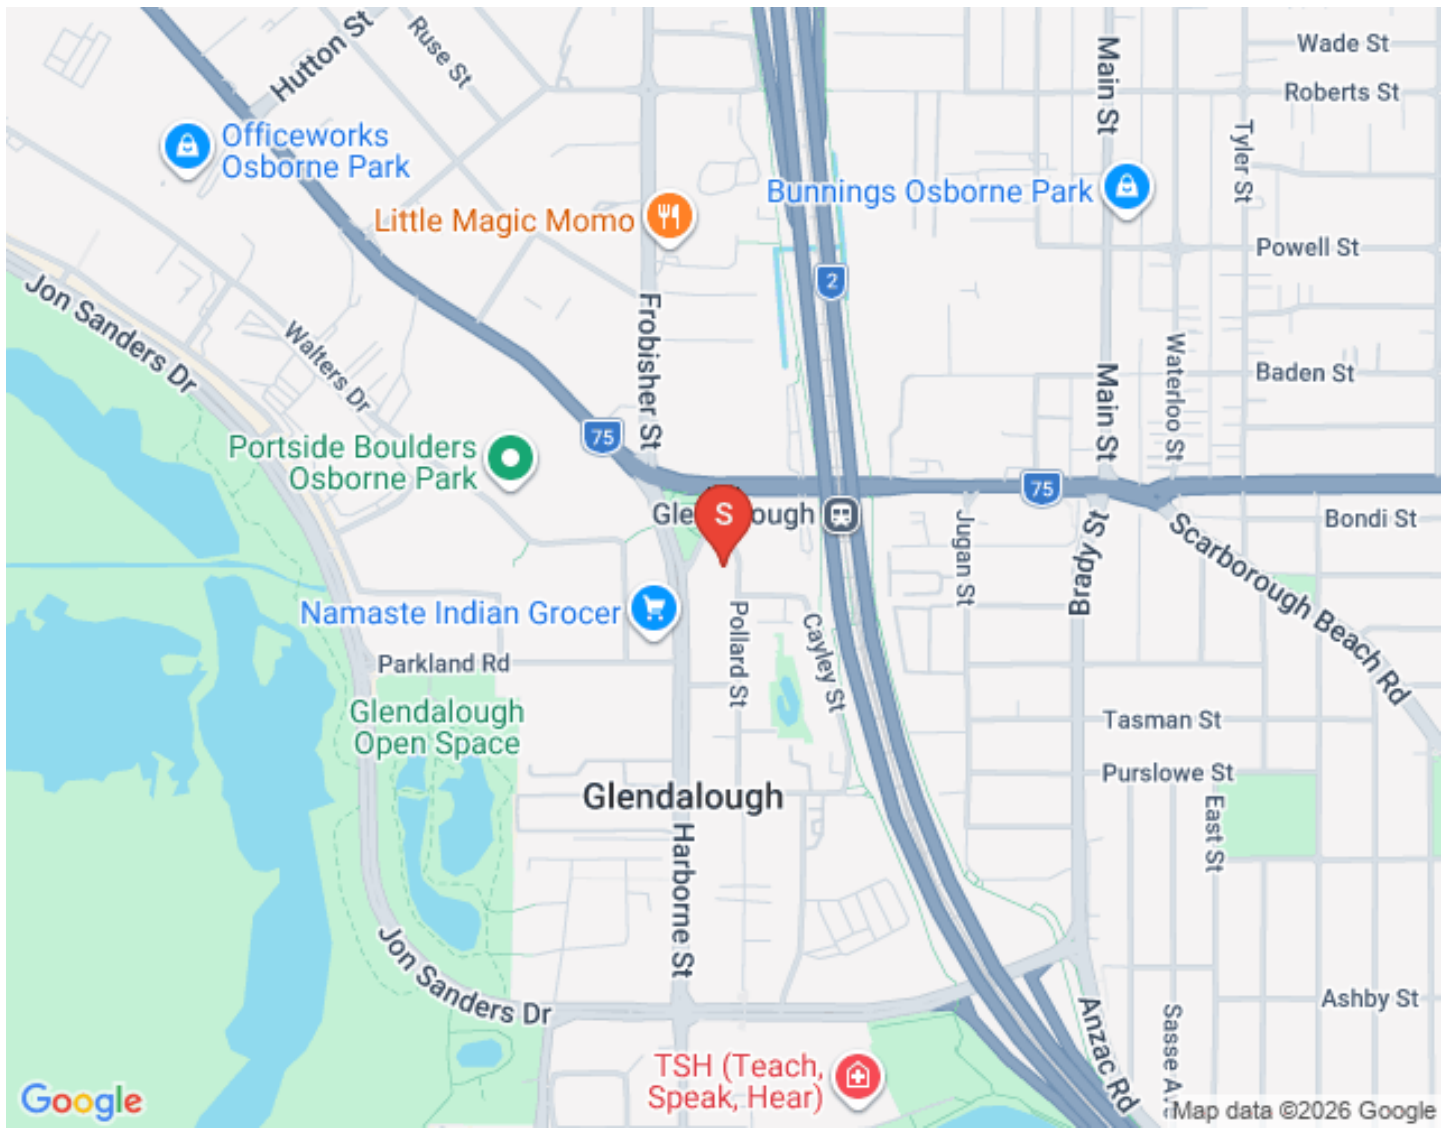 Hutton St
Ruse St
Wade St
Roberts St
Main St
Tyler St
Officeworks
Osborne Park
Little Magic Momo
Bunnings Osborne Park
Powell St
2
Jon Sanders Dr
Walters Dr
Frobisher St
Main St
Waterloo St
Baden St
75
Portside Boulders
Osborne Park
75
S
Bondi St
Jugan St
Scarborough Beach Rd
Namaste Indian Grocer
Pollard St
Cayley St
Parkland Rd
Glendalough
Open Space
Tasman St
Purslowe St
East St
Glendalough
Harborne St
Jon Sanders Dr
Ashby St
Anzac Rd
TSH (Teach,
Speak, Hear)
Google
Map data ©2026 Google